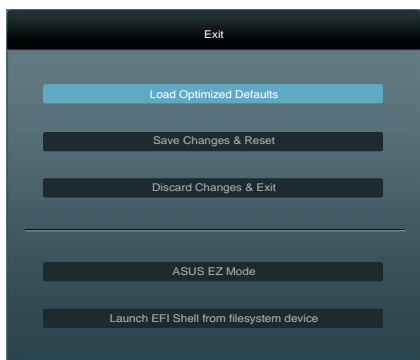 Exit
Load Optimized Defaults
Save Changes & Reset
Discard Changes & Exit
ASUS EZ Mode
Launch EFI Shell from filesystem device